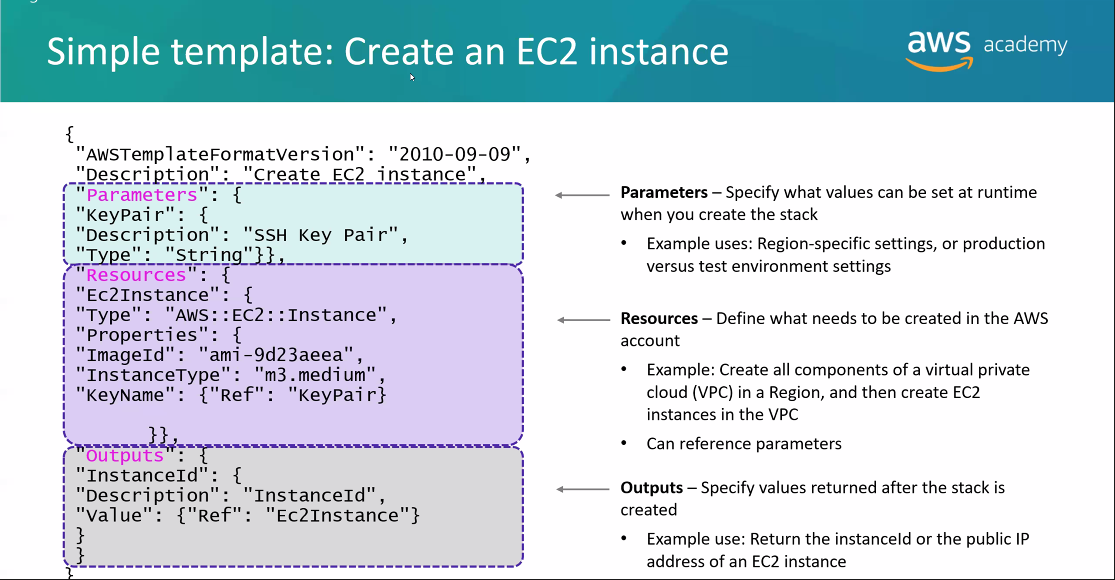 Simple template: Create an EC2 instance
aws academy
{
"AWSTemplateFormatVersion": "2010-09-09",
"Description": "Create EC2 instance",
"Parameters": {
"KeyPair": {
"Description": "SSH Key Pair",
"Type": "String"}},
"Resources": {
"Ec2Instance": {
"Type": "AWS::EC2::Instance",
"Properties": {
"ImageId": "ami-9d23aeea",
"InstanceType": "m3.medium",
"KeyName": {"Ref": "KeyPair}
}},
"Outputs": {
"InstanceId": {
"Description": "InstanceId",
"Value": {"Ref": "Ec2Instance"}
}
}
}
Parameters – Specify what values can be set at runtime
when you create the stack
• Example uses: Region-specific settings, or production
versus test environment settings
Resources – Define what needs to be created in the AWS
account
• Example: Create all components of a virtual private
cloud (VPC) in a Region, and then create EC2
instances in the VPC
• Can reference parameters
Outputs – Specify values returned after the stack is
created
• Example use: Return the instanceId or the public IP
address of an EC2 instance